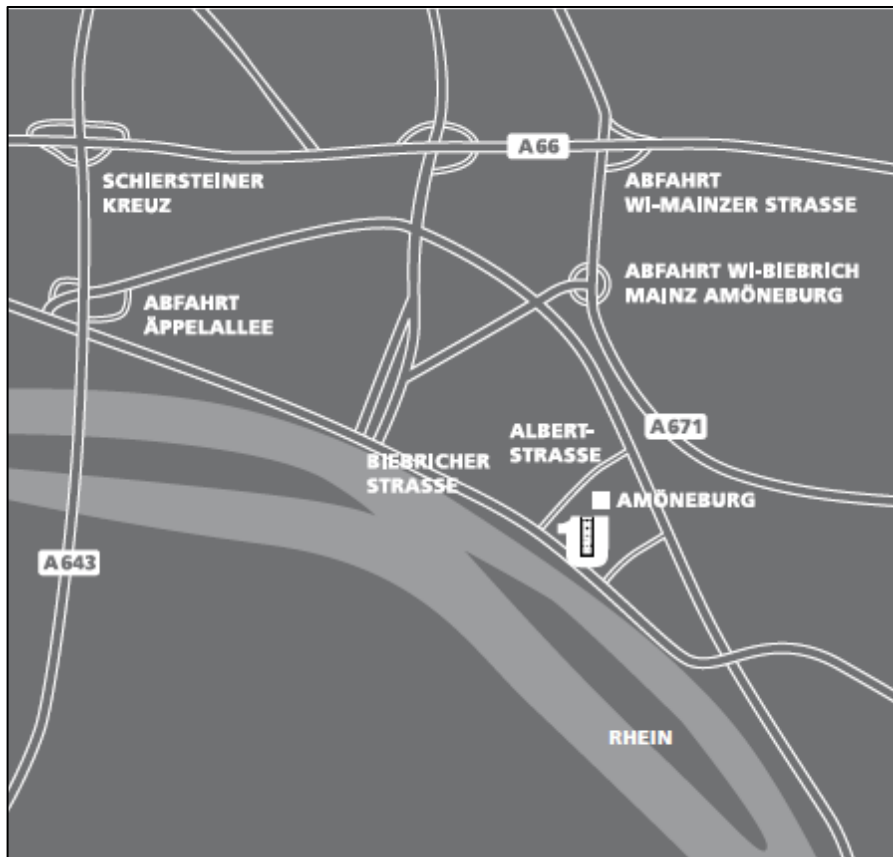 A66
SCHIERSTEINER
KREUZ
ABFAHRT
WI-MAINZER STRASSE
ABFAHRT WI-BIEBRICH
MAINZ AMÖNEBURG
ABFAHRT
ÄPPELALLEE
ALBERT-
STRASSE
A671
BIEBRICHER
STRASSE
AMÖNEBURG
A643
RHEIN